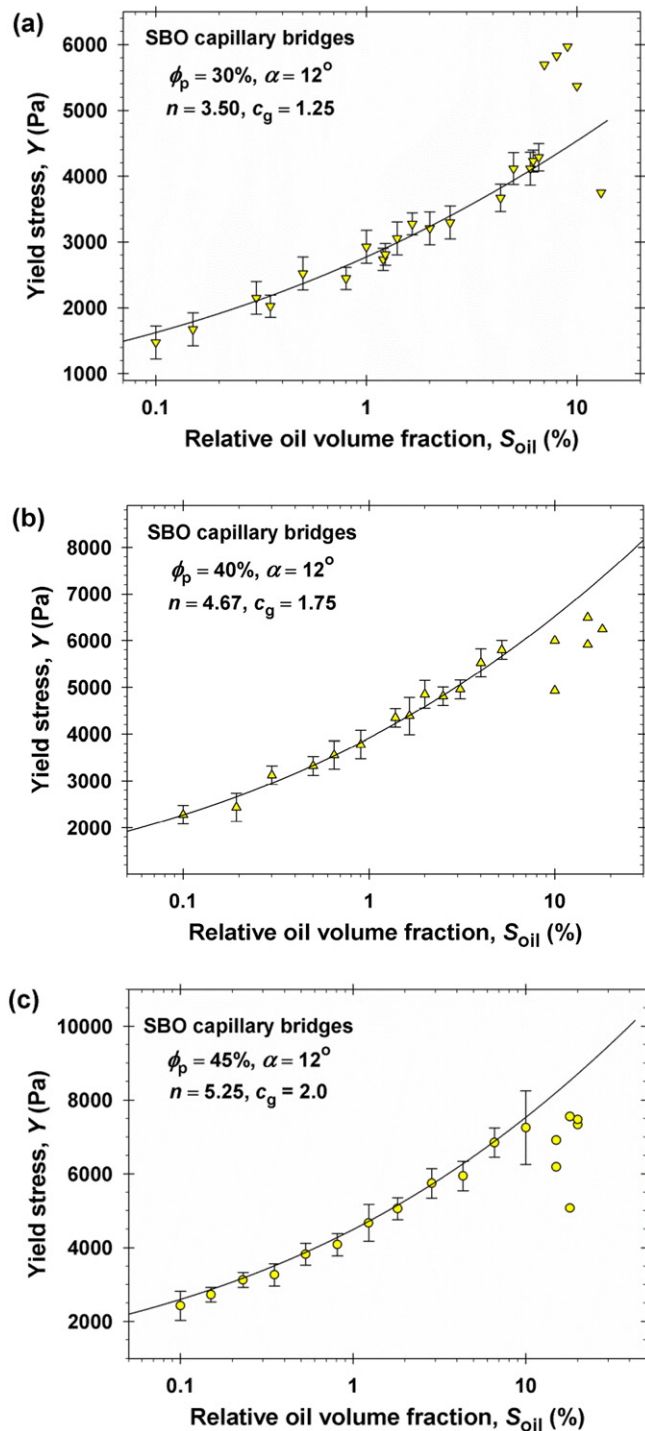 (a)
SBO capillary bridges
ϕp = 30%, α = 12°
n = 3.50, cg = 1.25
6000
5000
4000
3000
2000
1000
Yield stress, Y (Pa)
0.1 1 10
Relative oil volume fraction, Soil (%)
(b)
SBO capillary bridges
ϕp = 40%, α = 12°
n = 4.67, cg = 1.75
8000
7000
6000
5000
4000
3000
2000
Yield stress, Y (Pa)
0.1 1 10
Relative oil volume fraction, Soil (%)
(c)
SBO capillary bridges
ϕp = 45%, α = 12°
n = 5.25, cg = 2.0
10000
8000
6000
4000
2000
Yield stress, Y (Pa)
0.1 1 10
Relative oil volume fraction, Soil (%)